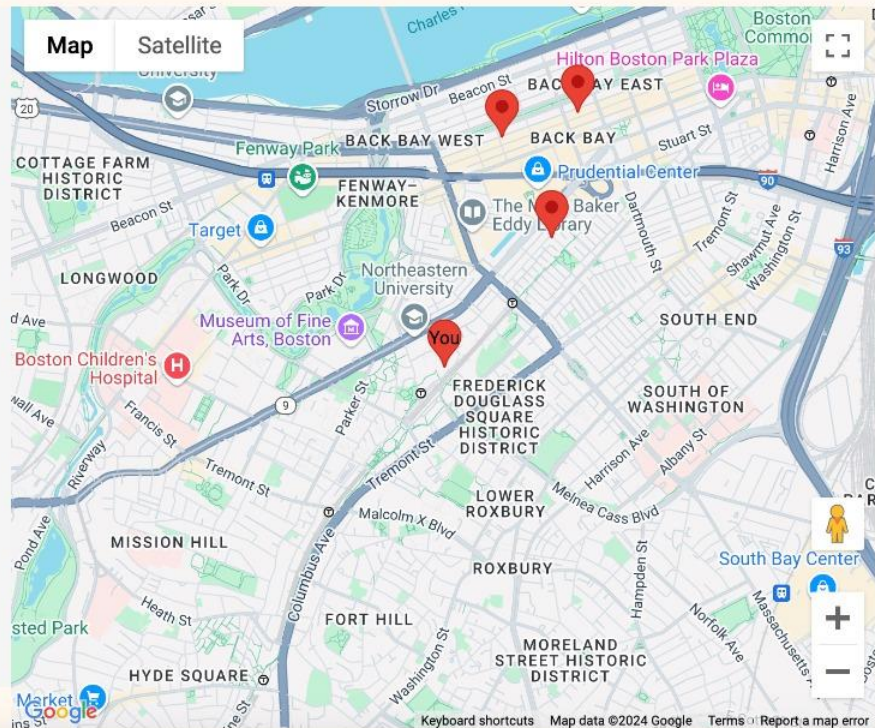 Map
Satellite
Charles
Boston
Common
University
Hilton Boston Park Plaza
Storrow Dr
Beacon St
BACK BAY EAST
20
Harrison Ave
BACK BAY WEST
BACK BAY
Stuart St
Fenway Park
Prudential Center
90
COTTAGE FARM
HISTORIC
DISTRICT
FENWAY–
KENMORE
The Mary Baker
Eddy Library
Beacon St
Target
Dartmouth St
Tremont St
Shawmut Ave
Washington St
93
LONGWOOD
Park Dr
Park Dr
Northeastern
University
Museum of Fine
Arts, Boston
You
SOUTH END
Boston Children's
Hospital
FREDERICK
DOUGLASS
SQUARE
HISTORIC
DISTRICT
SOUTH OF
WASHINGTON
9
Parker St
Francis St
Riverway
Tremont St
Tremont St
Harrison Ave
Albany St
LOWER
ROXBURY
Melnea Cass Blvd
Malcolm X Blvd
Pond Ave
MISSION HILL
ROXBURY
Columbus Ave
Hampden St
South Bay Center
Heath St
FORT HILL
Norfolk Ave
Massachusetts
Washington St
MORELAND
STREET HISTORIC
DISTRICT
HYDE SQUARE
Market
Google
Keyboard shortcuts
Map data ©2024 Google
Terms
Report a map error